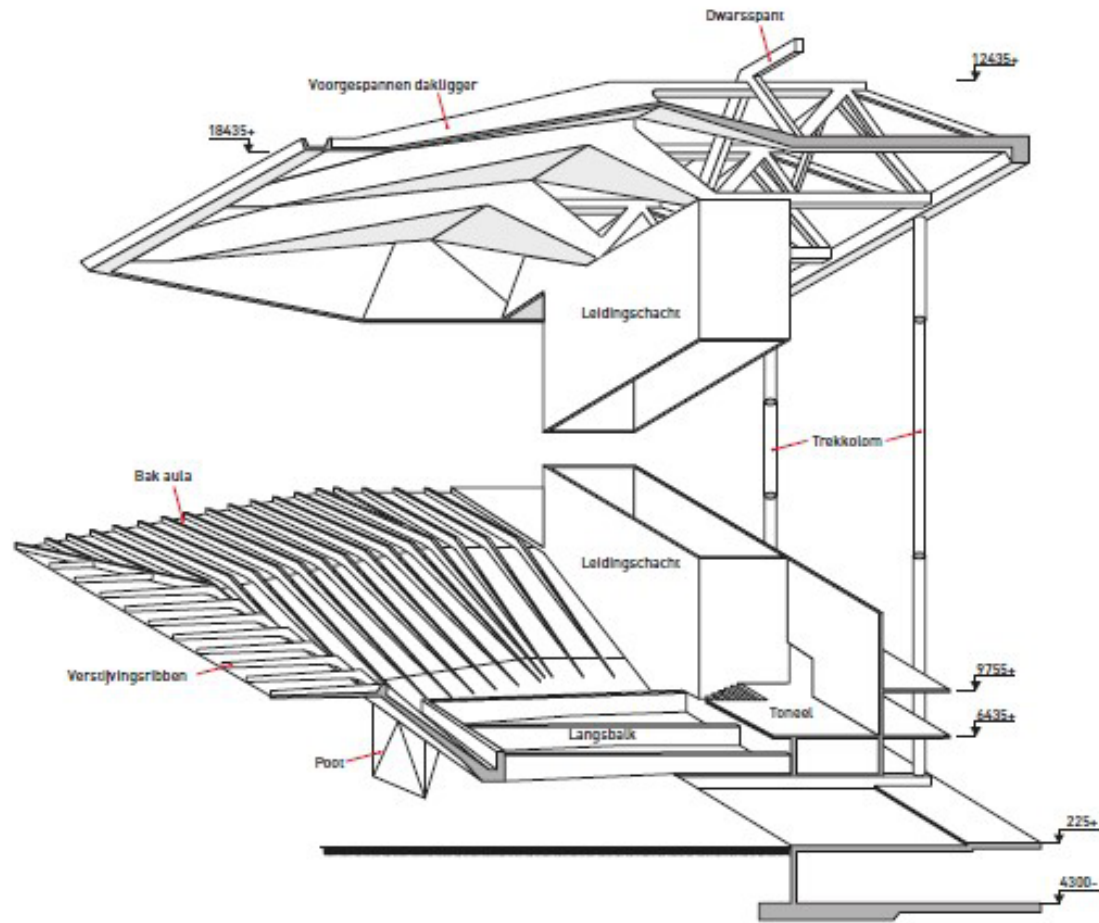 Dwarsspant
12435+
Voorgespannen dakligger
18435+
Leidingschacht
Trekkolom
Bak aula
Leidingschacht
Verstijvingsribben
9755+
Toneel
6435+
Langsbalk
Poot
225+
4300-